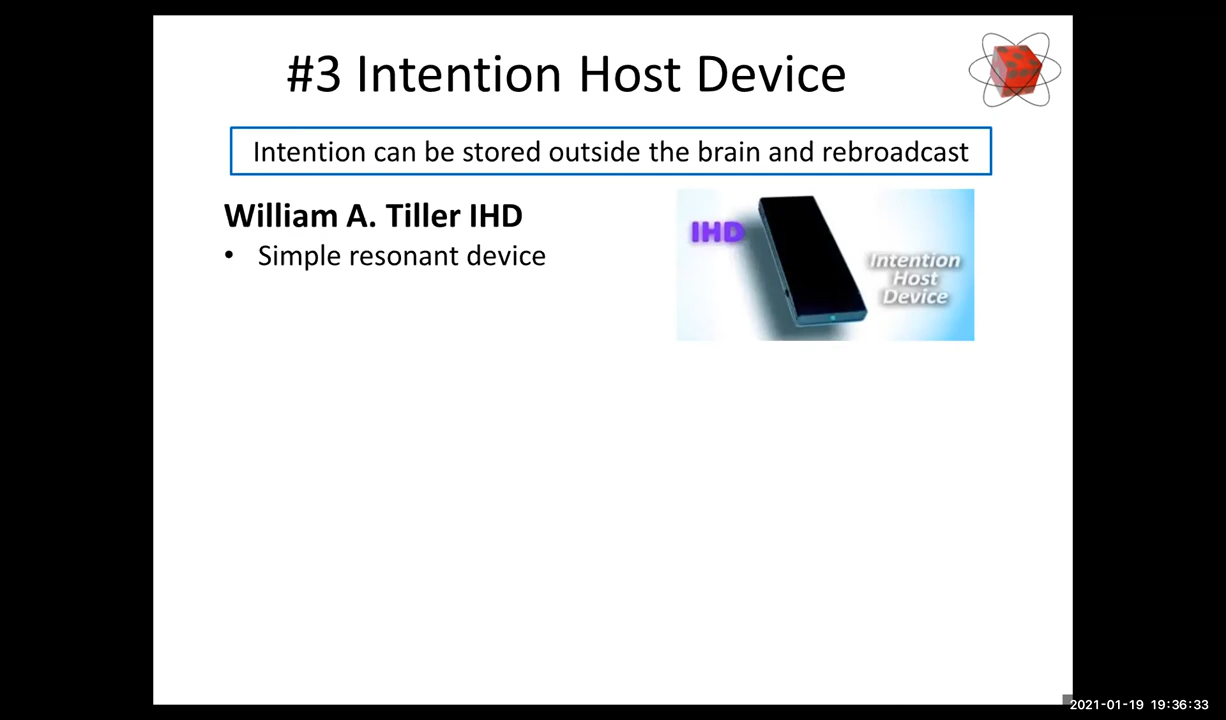 #3 Intention Host Device
Intention can be stored outside the brain and rebroadcast
William A. Tiller IHD
• Simple resonant device
IHD
Intention
Host
Device
2021-01-19 19:36:33